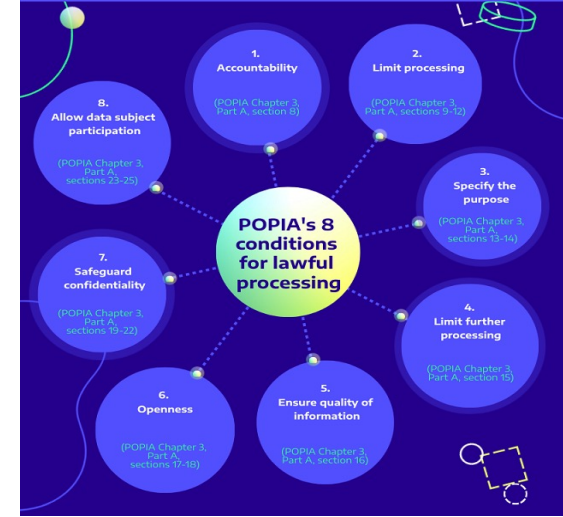 POPIA's 8
conditions
for lawful
processing
1.
Accountability
(POPIA Chapter 3,
Part A, section 8)
2.
Limit processing
(POPIA Chapter 3,
Part A, sections 9-12)
3.
Specify the
purpose
(POPIA Chapter 3,
Part A,
sections 13-14)
4.
Limit further
processing
(POPIA Chapter 3,
Part A, section 15)
5.
Ensure quality of
information
(POPIA Chapter 3,
Part A, section 16)
6.
Openness
(POPIA Chapter 3,
Part A,
sections 17-18)
7.
Safeguard
confidentiality
(POPIA Chapter 3,
Part A,
sections 19-22)
8.
Allow data subject
participation
(POPIA Chapter 3,
Part A,
sections 23-25)